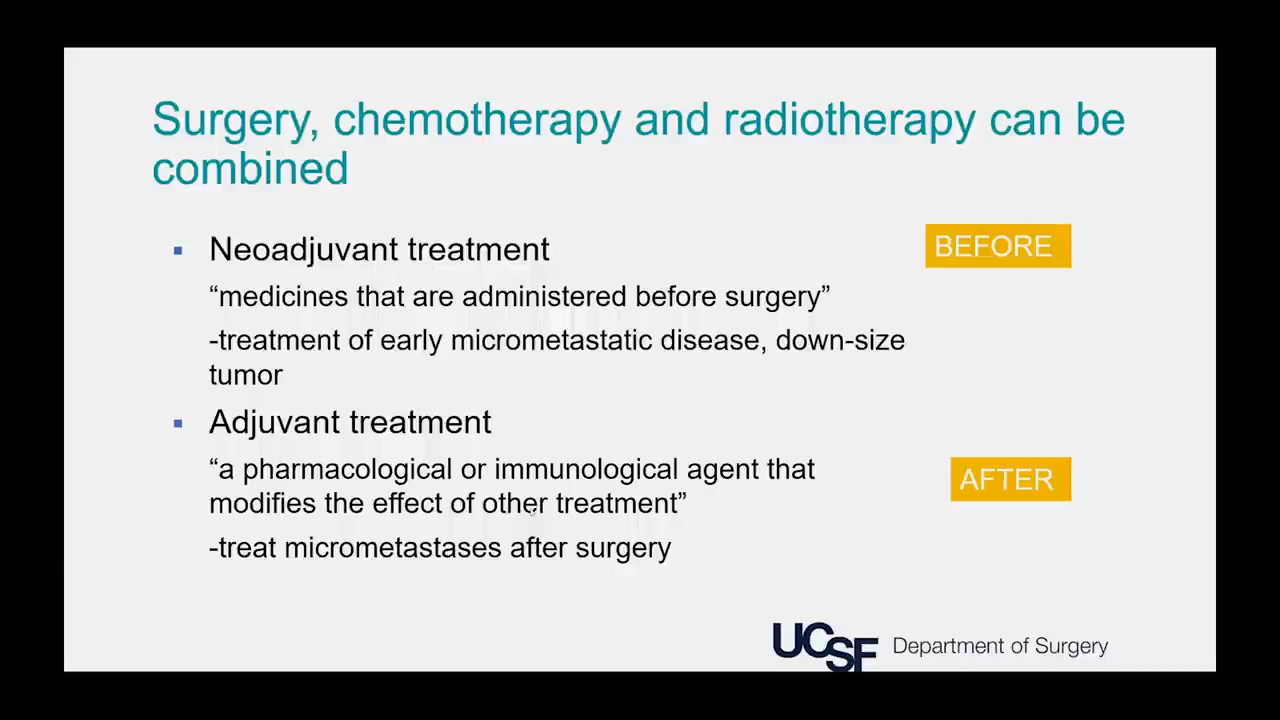 Surgery, chemotherapy and radiotherapy can be
combined
▪ Neoadjuvant treatment
BEFORE
“medicines that are administered before surgery”
-treatment of early micrometastatic disease, down-size
tumor
▪ Adjuvant treatment
“a pharmacological or immunological agent that
AFTER
modifies the effect of other treatment”
-treat micrometastases after surgery
UCSF Department of Surgery